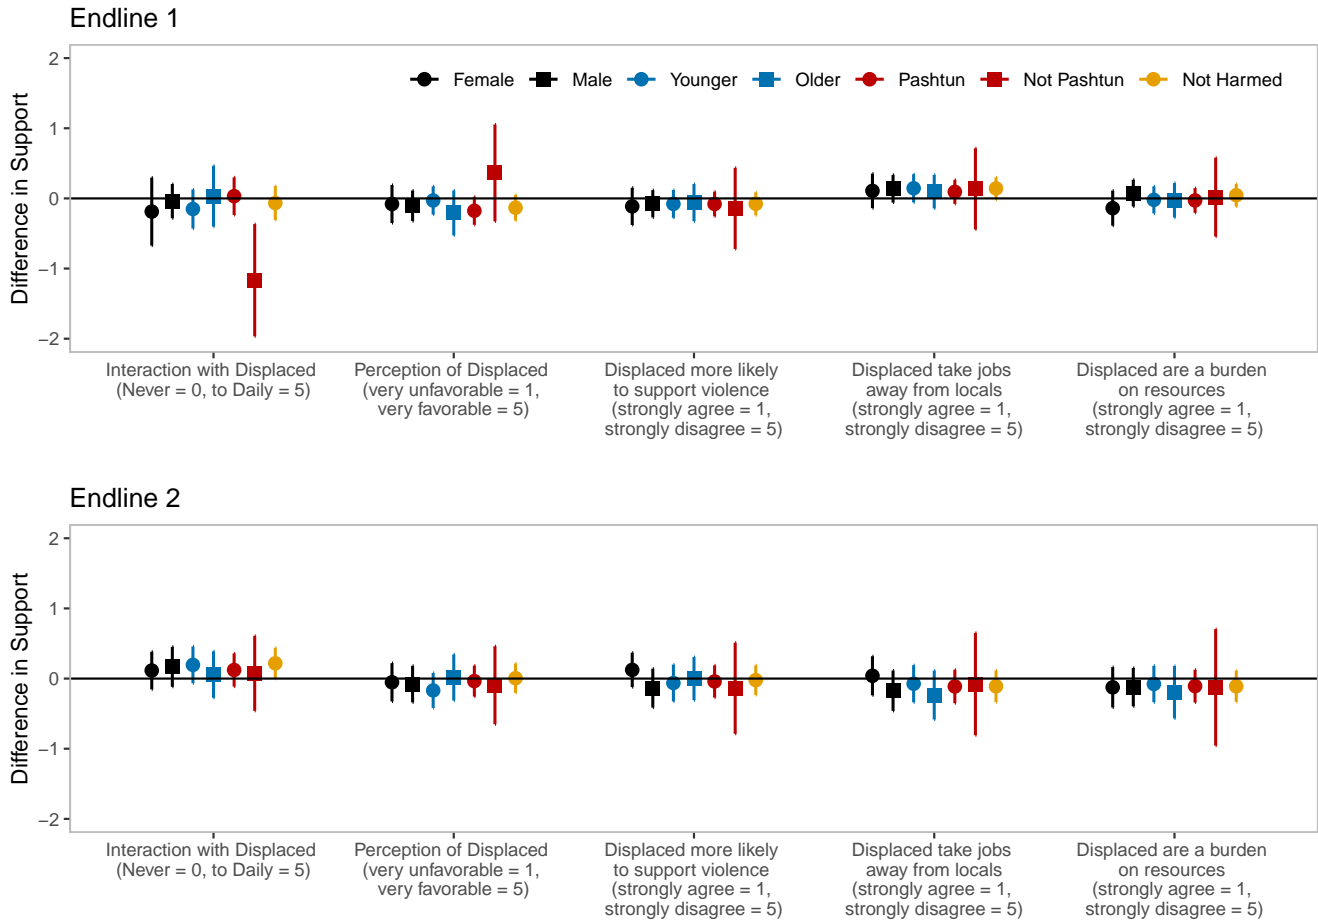 Endline 1
Female Male Younger Older Pashtun Not Pashtun Not Harmed
Difference in Support
2
1
0
−1
−2
Interaction with Displaced
(Never = 0, to Daily = 5)
Perception of Displaced
(very unfavorable = 1,
very favorable = 5)
Displaced more likely
to support violence
(strongly agree = 1,
strongly disagree = 5)
Displaced take jobs
away from locals
(strongly agree = 1,
strongly disagree = 5)
Displaced are a burden
on resources
(strongly agree = 1,
strongly disagree = 5)
Endline 2
Difference in Support
2
1
0
−1
−2
Interaction with Displaced
(Never = 0, to Daily = 5)
Perception of Displaced
(very unfavorable = 1,
very favorable = 5)
Displaced more likely
to support violence
(strongly agree = 1,
strongly disagree = 5)
Displaced take jobs
away from locals
(strongly agree = 1,
strongly disagree = 5)
Displaced are a burden
on resources
(strongly agree = 1,
strongly disagree = 5)